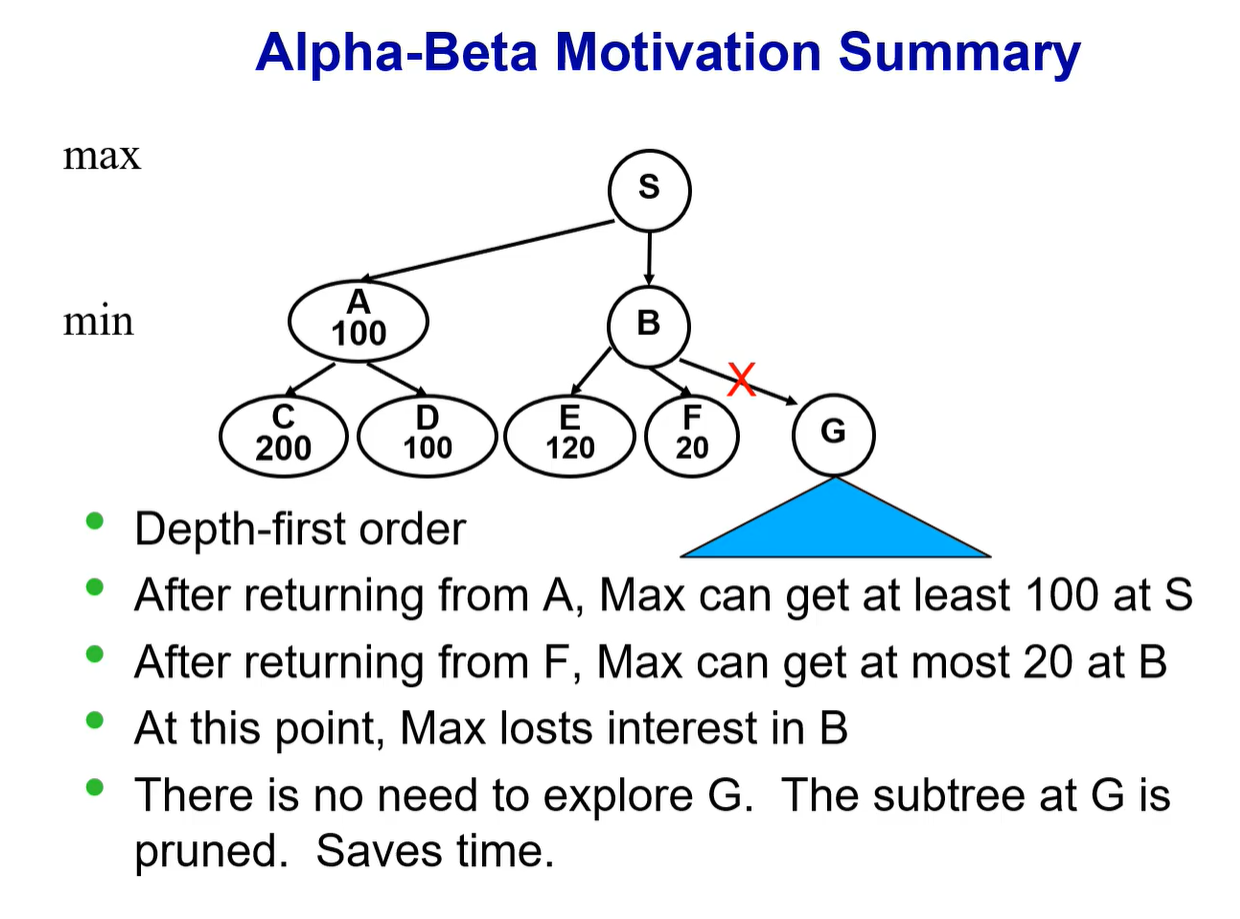 Alpha-Beta Motivation Summary
max
S
min
A
100
B
X
C
200
D
100
E
120
F
20
G
• Depth-first order
• After returning from A, Max can get at least 100 at S
• After returning from F, Max can get at most 20 at B
• At this point, Max losts interest in B
• There is no need to explore G. The subtree at G is
pruned. Saves time.